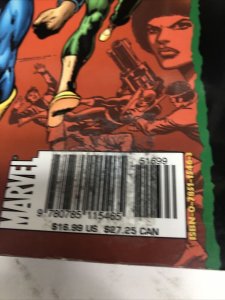 MARVEL
51699
9 780785 115465
$16.99 US $27.25 CAN
ISBN 0-7851-1546-3